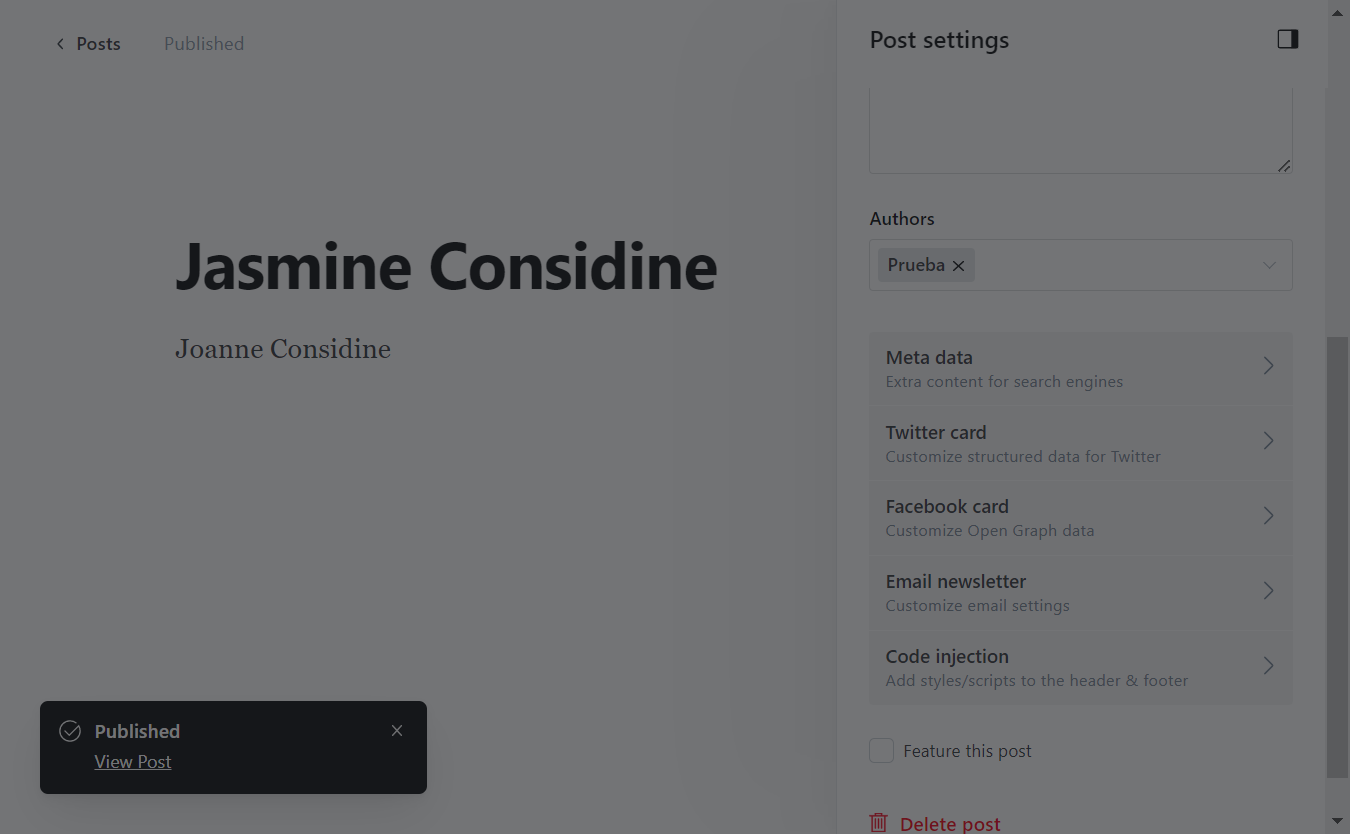 Posts
Published
Post settings
Authors
Prueba
Jasmine Considine
Joanne Considine
Meta data
Extra content for search engines
Twitter card
Customize structured data for Twitter
Facebook card
Customize Open Graph data
Email newsletter
Customize email settings
Code injection
Add styles/scripts to the header & footer
Feature this post
Delete post
Published
View Post